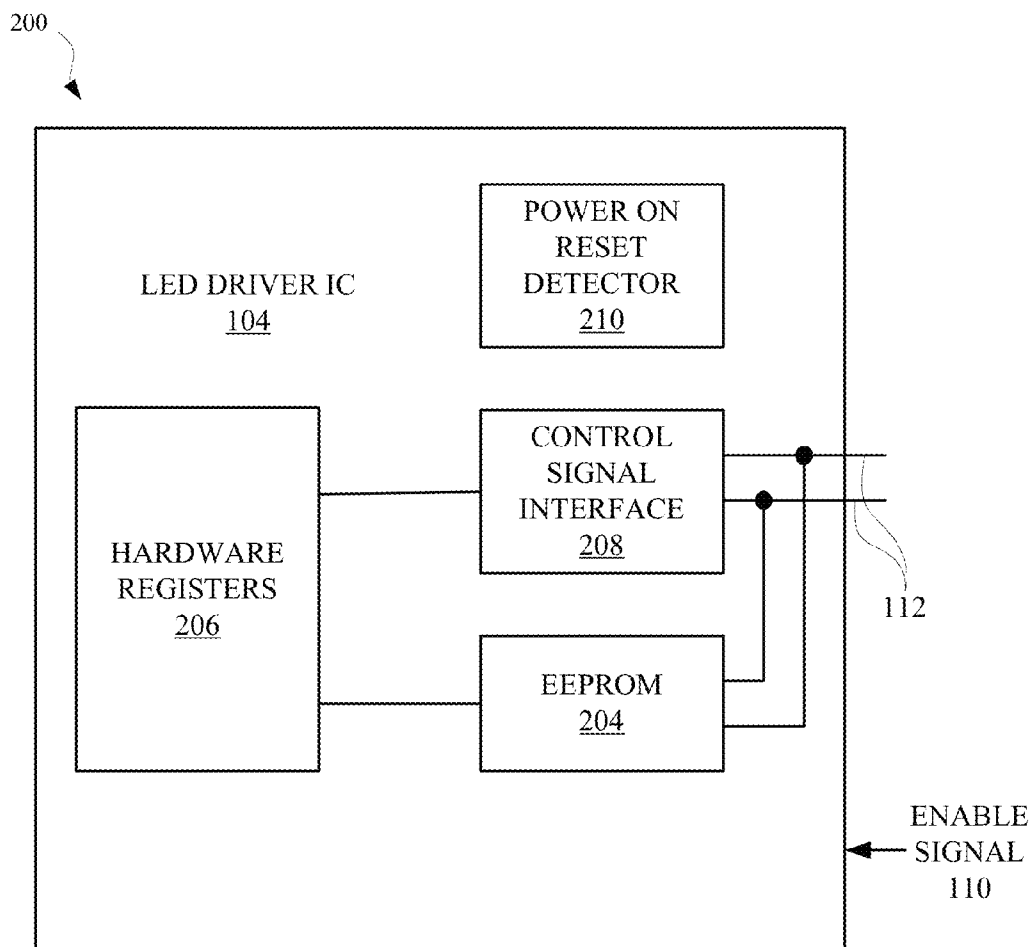 200
POWER ON
RESET
DETECTOR
210
LED DRIVER IC
104
CONTROL
SIGNAL
INTERFACE
208
HARDWARE
REGISTERS
206
112
EEPROM
204
ENABLE
SIGNAL
110